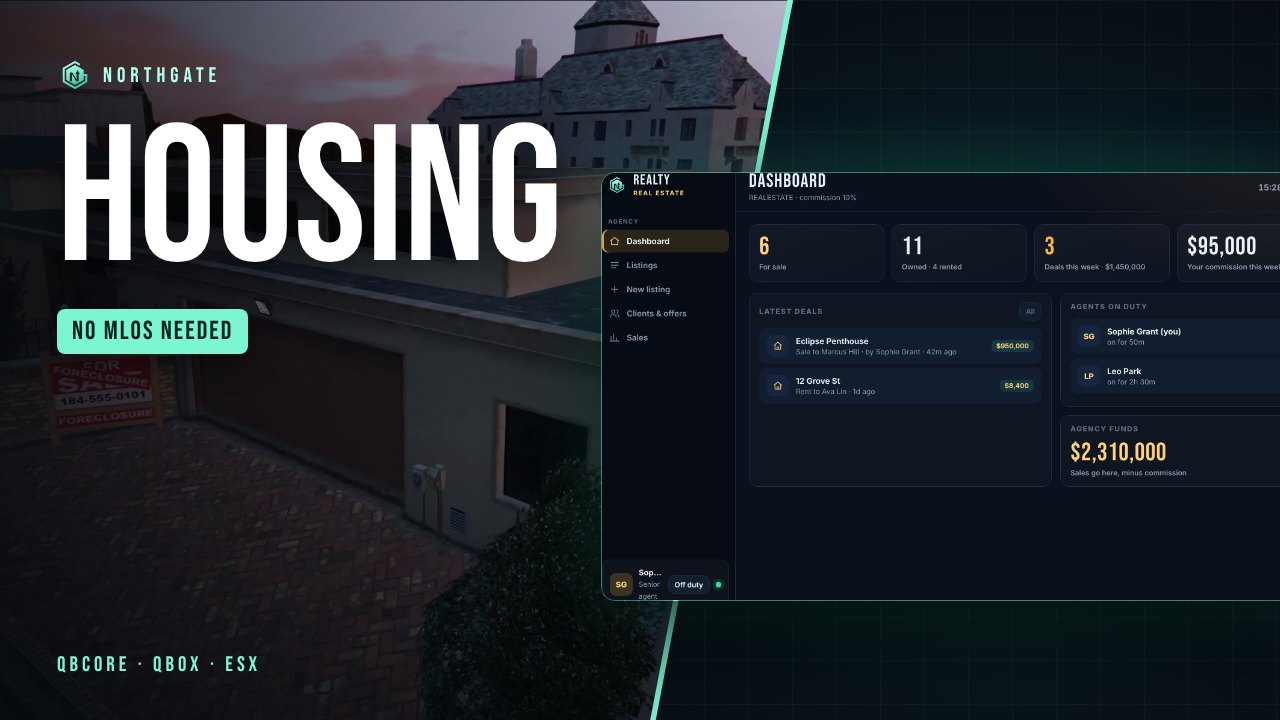 NORTHGATE
HOUSING
NO MLOS NEEDED
FOR
FORECLOSURE
SALE
184-555-0101
FORECLOSURE
QBCORE · QBOX · ESX
REALTY
REAL ESTATE
AGENCY
Dashboard
Listings
New listing
Clients & offers
Sales
SG
Sop...
Senior
agent
Off duty
DASHBOARD
REALESTATE · commission 10%
15:28
6
For sale
11
Owned · 4 rented
3
Deals this week · $1,450,000
$95,000
Your commission this week
LATEST DEALS
All
Eclipse Penthouse
Sale to Marcus Hill · by Sophie Grant · 42m ago
$950,000
12 Grove St
Rent to Ava Lin · 1d ago
$8,400
AGENTS ON DUTY
SG
Sophie Grant (you)
on for 50m
LP
Leo Park
on for 2h 30m
AGENCY FUNDS
$2,310,000
Sales go here, minus commission